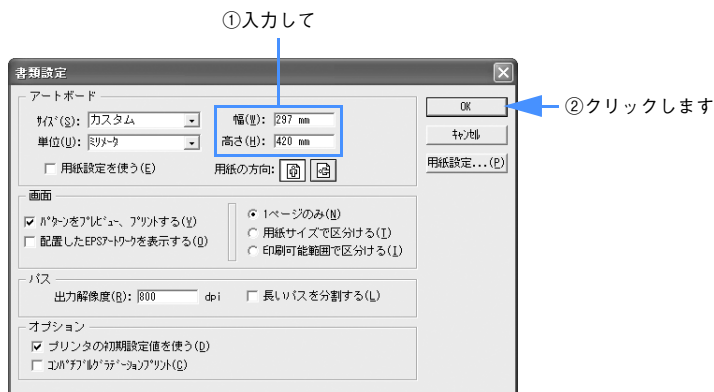 ①入力して
書類設定
アートボード
ｻｲｽﾞ(S): カスタム
幅(W): 297 mm
単位(U): ﾐﾘﾒｰﾀ
高さ(H): 420 mm
用紙設定を使う(E)
用紙の方向:
OK
②クリックします
ｷｬﾝｾﾙ
用紙設定...(P)
画面
ﾊﾟﾀｰﾝをﾌﾟﾚﾋﾞｭｰ、ﾌﾟﾘﾝﾄする(Y)
配置したEPSｱｰﾄﾜｰｸを表示する(O)
1ページのみ(N)
用紙サイズで区分ける(I)
印刷可能範囲で区分ける(I)
パス
出力解像度(R): 800 dpi
長いパスを分割する(L)
オプション
プリンタの初期設定値を使う(D)
ｺﾝﾊﾟﾁﾌﾞﾙｸﾞﾗﾃﾞｰｼｮﾝﾌﾟﾘﾝﾄ(C)